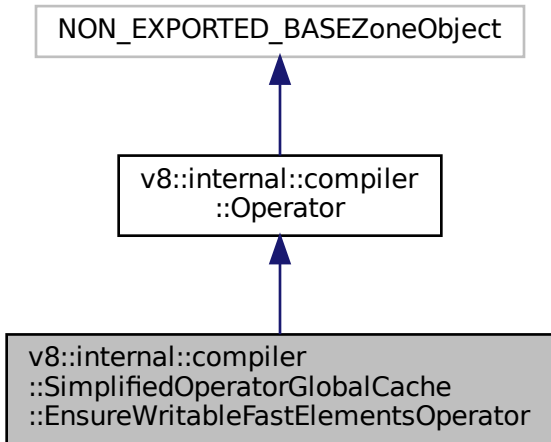 NON_EXPORTED_BASEZoneObject
v8::internal::compiler
::Operator
v8::internal::compiler
::SimplifiedOperatorGlobalCache
::EnsureWritableFastElementsOperator